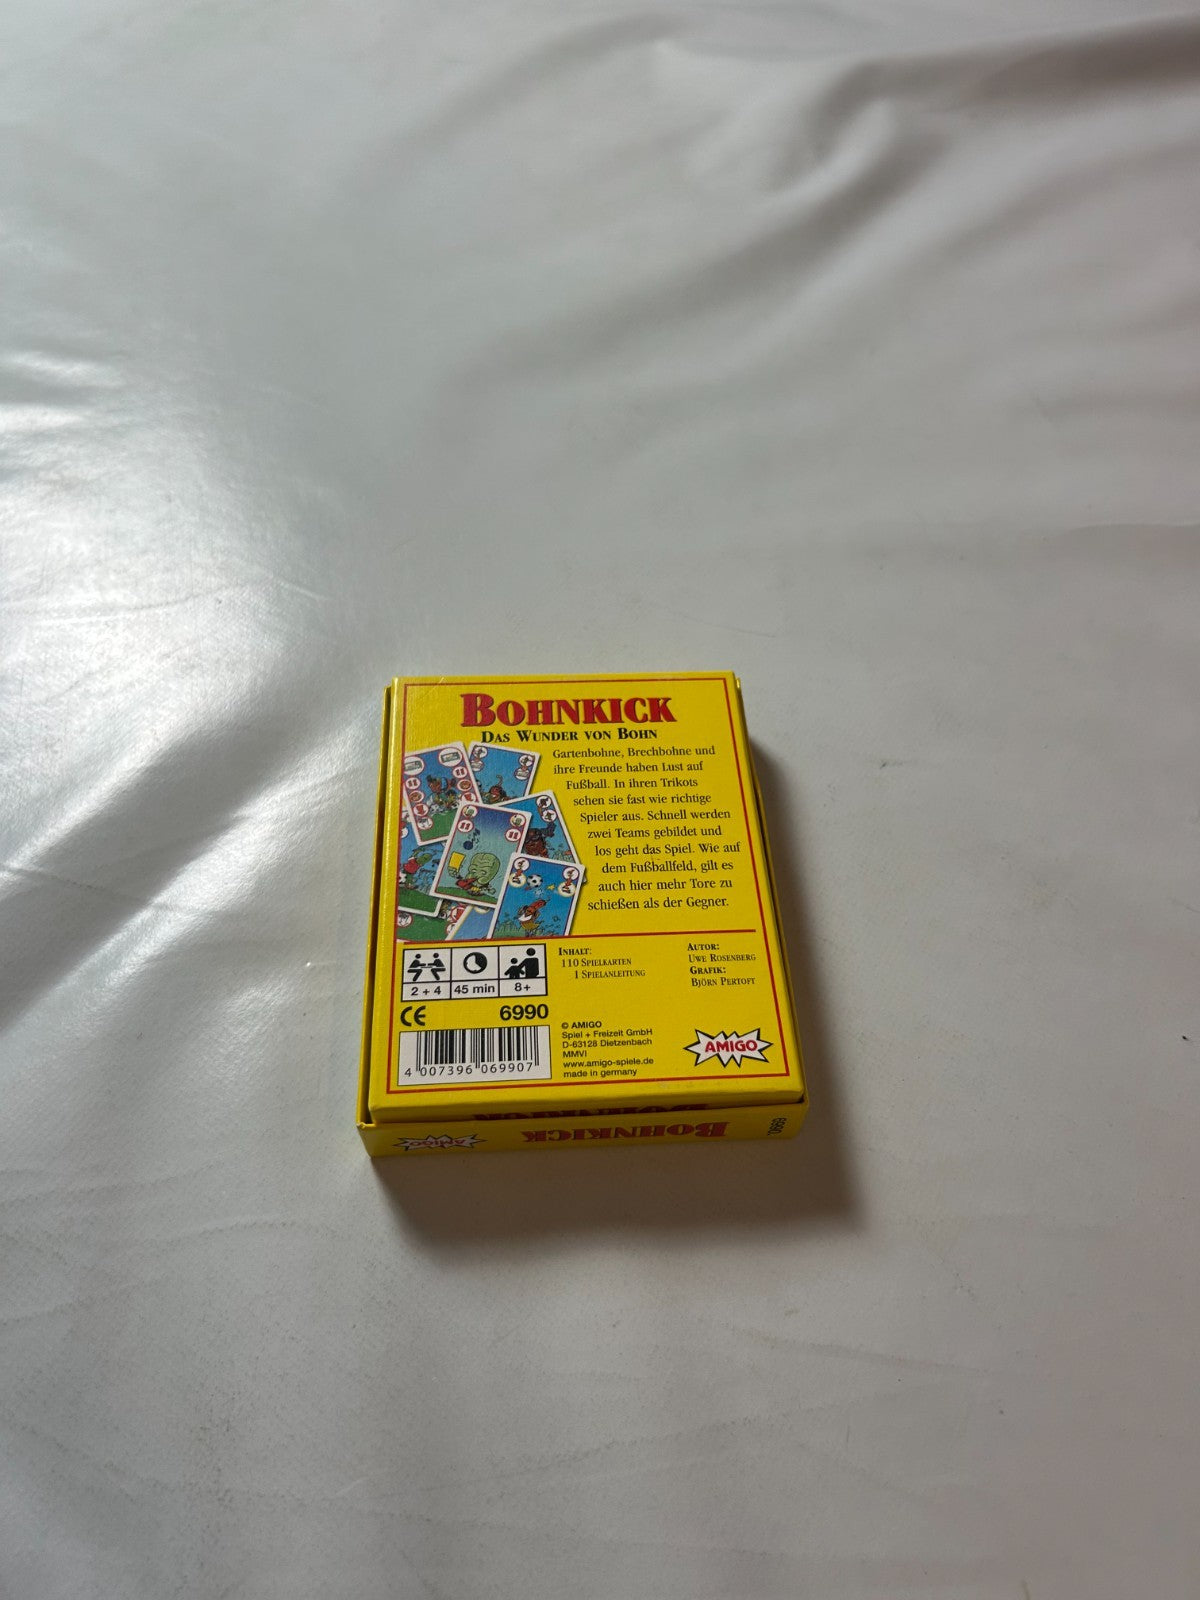 BOHNKICK
DAS WUNDER VON BOHN
Gartenbohne, Brechbohne und
ihre Freunde haben Lust auf
Fußball. In ihren Trikots
sehen sie fast wie richtige
Spieler aus. Schnell werden
zwei Teams gebildet und
los geht das Spiel. Wie auf
dem Fußballfeld, gilt es
auch hier mehr Tore zu
schießen als der Gegner.
2 + 4
45 min
8+
CE
6990
4 007396 069907
INHALT:
110 SPIELKARTEN
1 SPIELANLEITUNG
AUTOR:
UWE ROSENBERG
GRAFIK:
BJÖRN PERTOFT
© AMIGO
Spiel + Freizeit GmbH
D-63128 Dietzenbach
MMVI
www.amigo-spiele.de
made in germany
AMIGO
BOHNKICK
AMIGO
BOHNKICK
6990